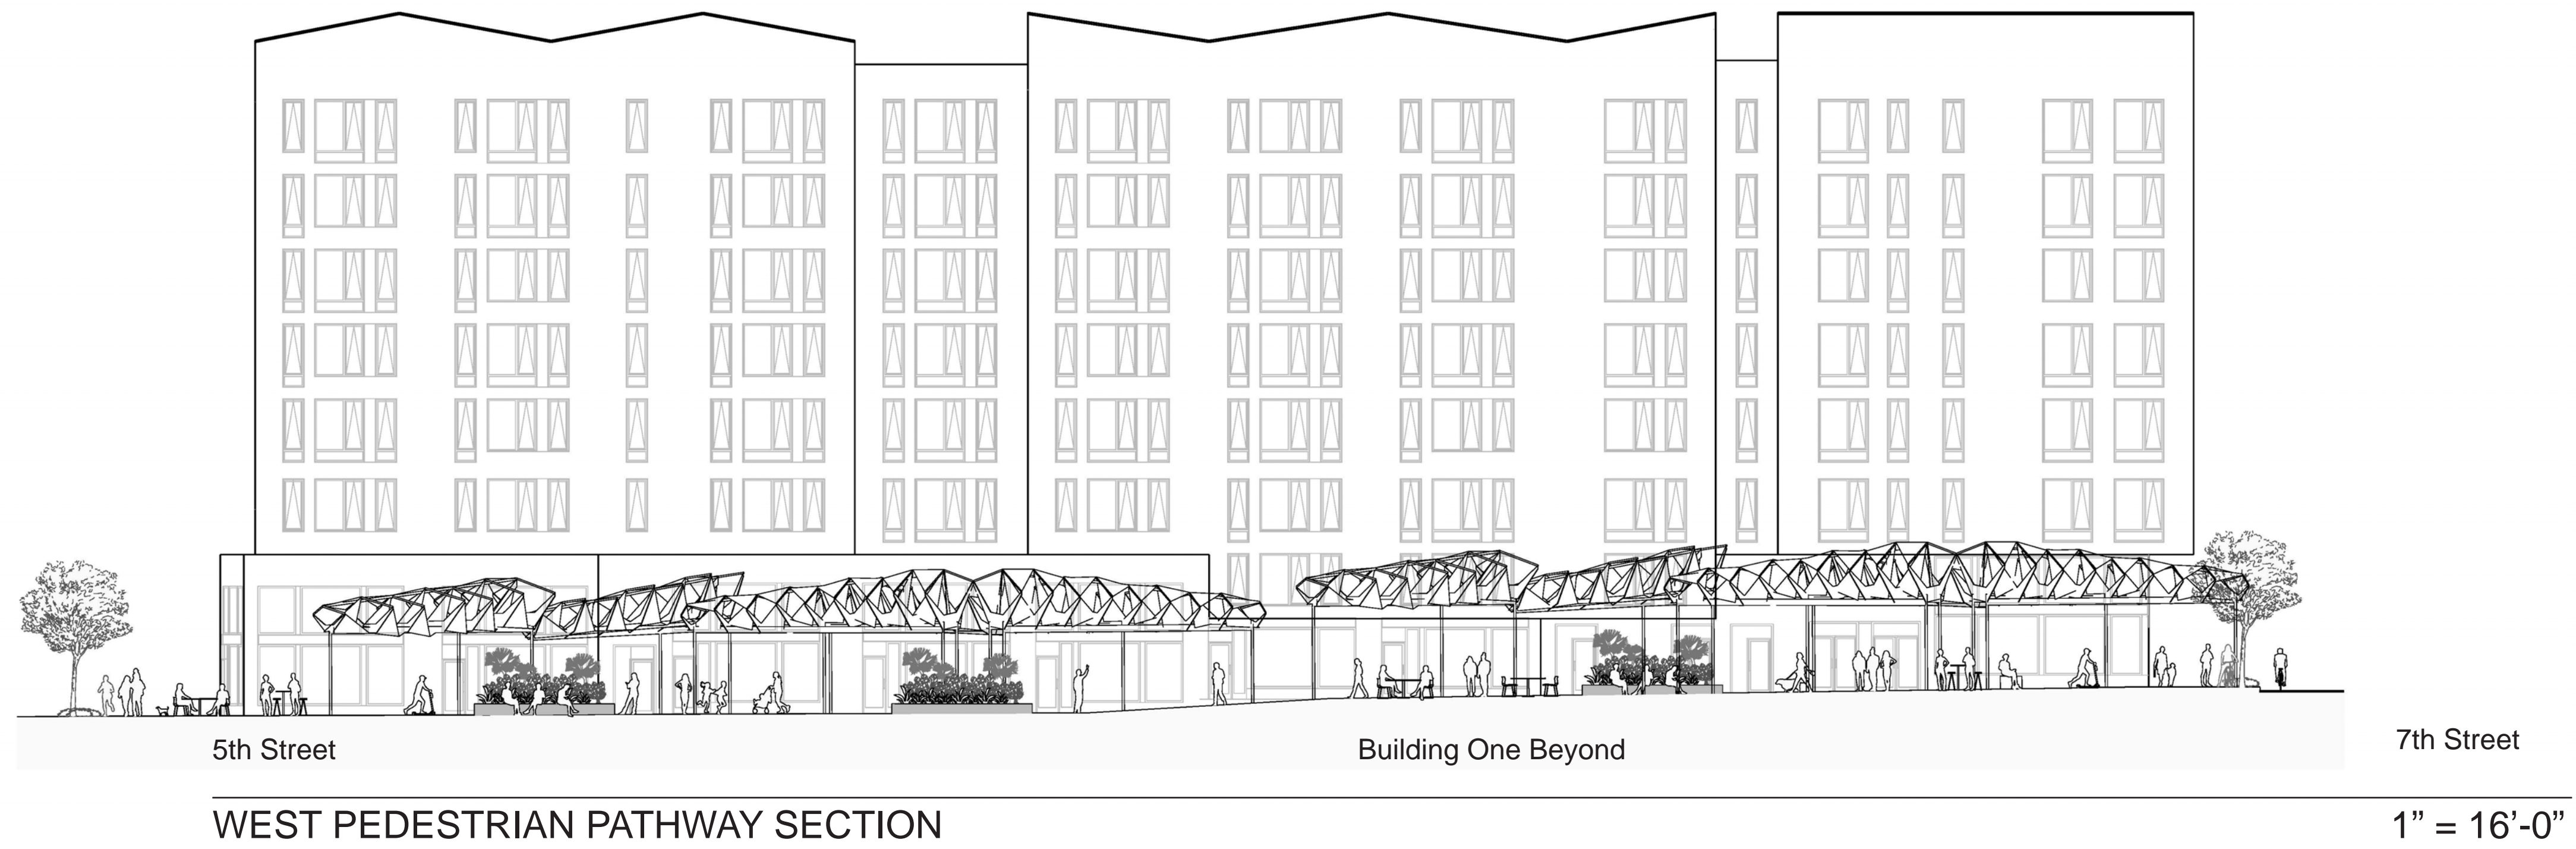 5th Street
Building One Beyond
7th Street
WEST PEDESTRIAN PATHWAY SECTION
1” = 16’-0”